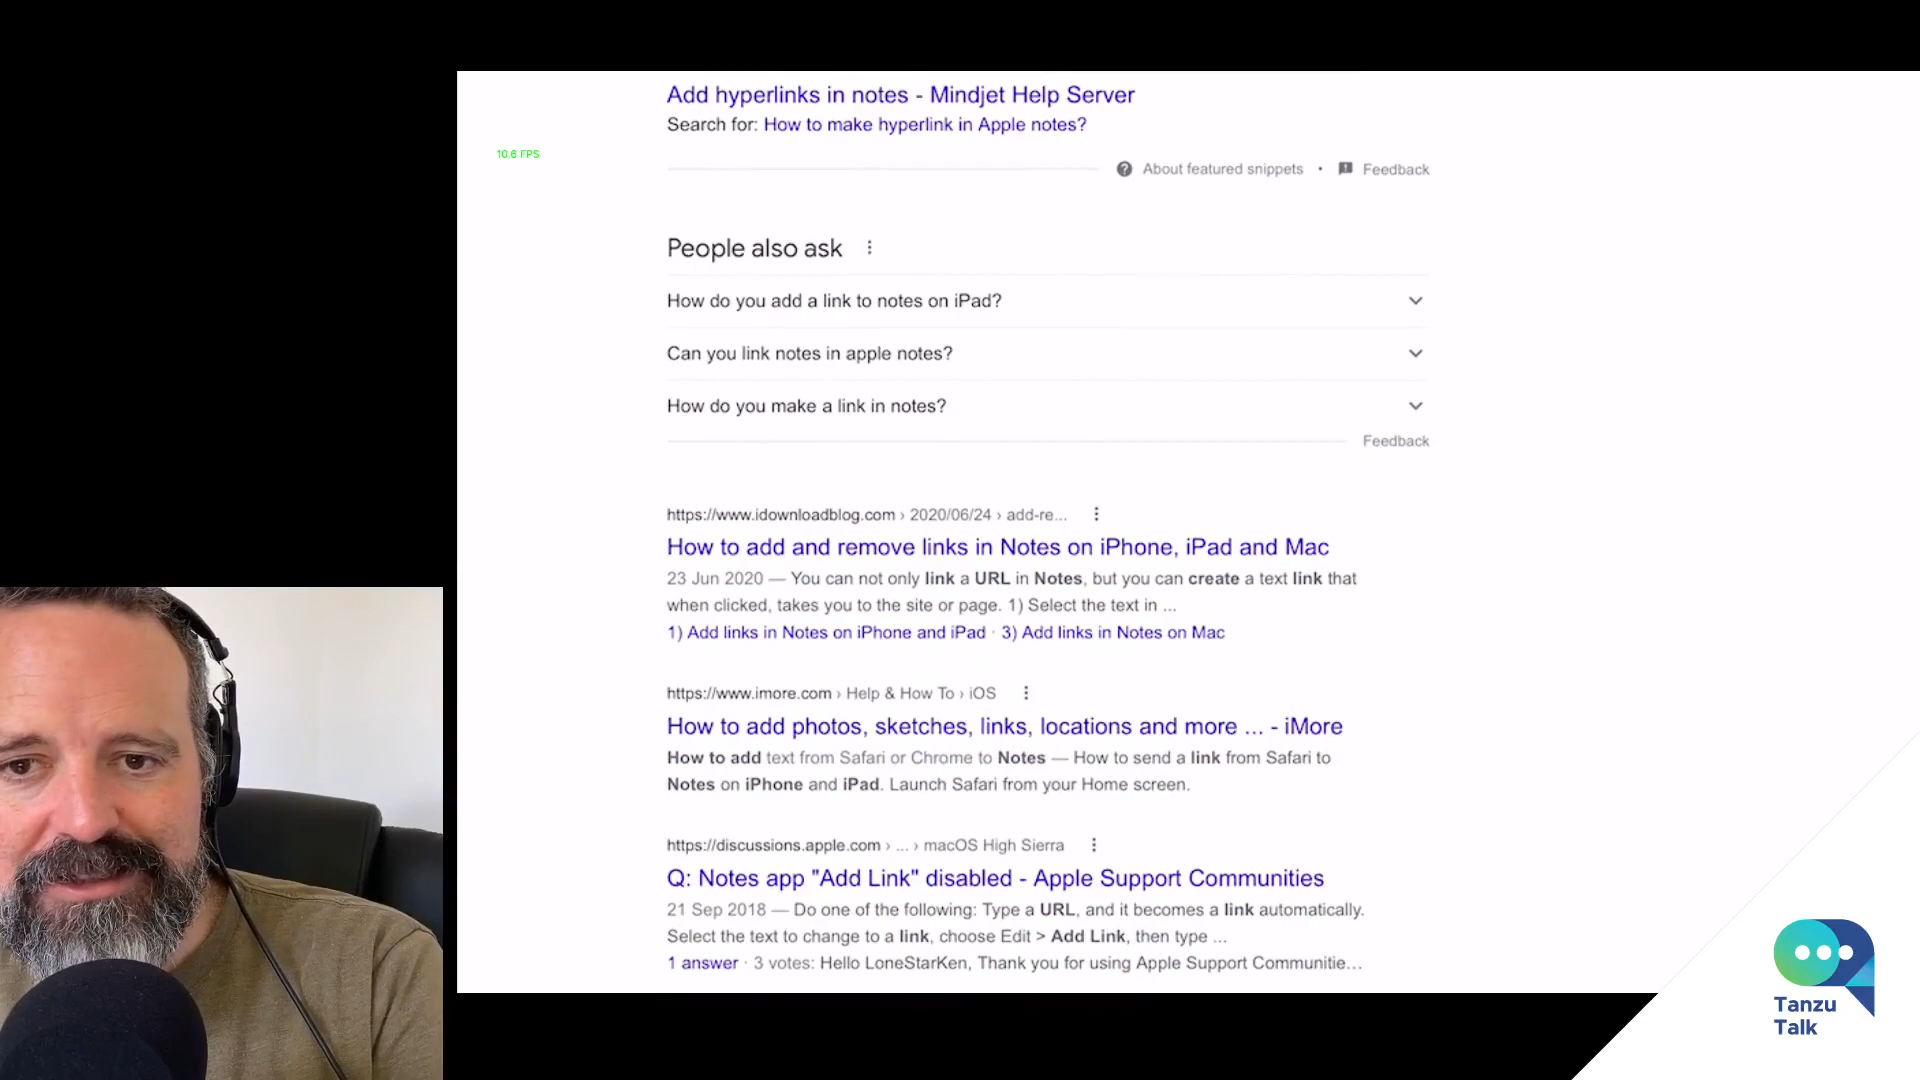 Add hyperlinks in notes - Mindjet Help Server
Search for: How to make hyperlink in Apple notes?
10.6 FPS
About featured snippets • Feedback
People also ask
How do you add a link to notes on iPad?
Can you link notes in apple notes?
How do you make a link in notes?
Feedback
https://www.idownloadblog.com › 2020/06/24 › add-re...
How to add and remove links in Notes on iPhone, iPad and Mac
23 Jun 2020 — You can not only link a URL in Notes, but you can create a text link that
when clicked, takes you to the site or page. 1) Select the text in ...
1) Add links in Notes on iPhone and iPad · 3) Add links in Notes on Mac
https://www.imore.com › Help & How To › iOS
How to add photos, sketches, links, locations and more ... - iMore
How to add text from Safari or Chrome to Notes — How to send a link from Safari to
Notes on iPhone and iPad. Launch Safari from your Home screen.
https://discussions.apple.com › ... › macOS High Sierra
Q: Notes app "Add Link" disabled - Apple Support Communities
21 Sep 2018 — Do one of the following: Type a URL, and it becomes a link automatically.
Select the text to change to a link, choose Edit > Add Link, then type ...
1 answer · 3 votes: Hello LoneStarKen, Thank you for using Apple Support Communitie...
Tanzu
Talk